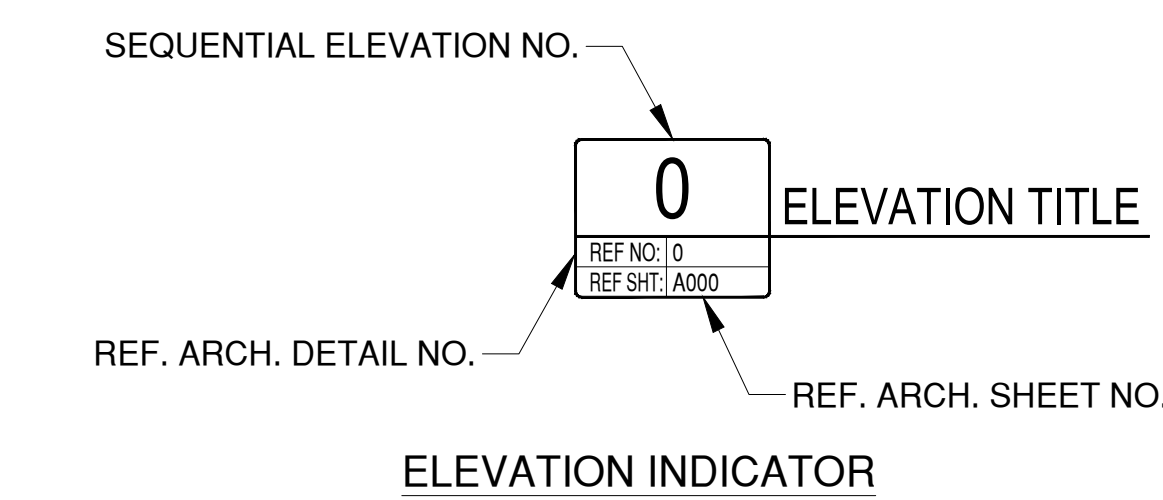 SEQUENTIAL ELEVATION NO.
0
ELEVATION TITLE
REF NO: 0
REF SHT: A000
REF. ARCH. DETAIL NO.
REF. ARCH. SHEET NO.
ELEVATION INDICATOR